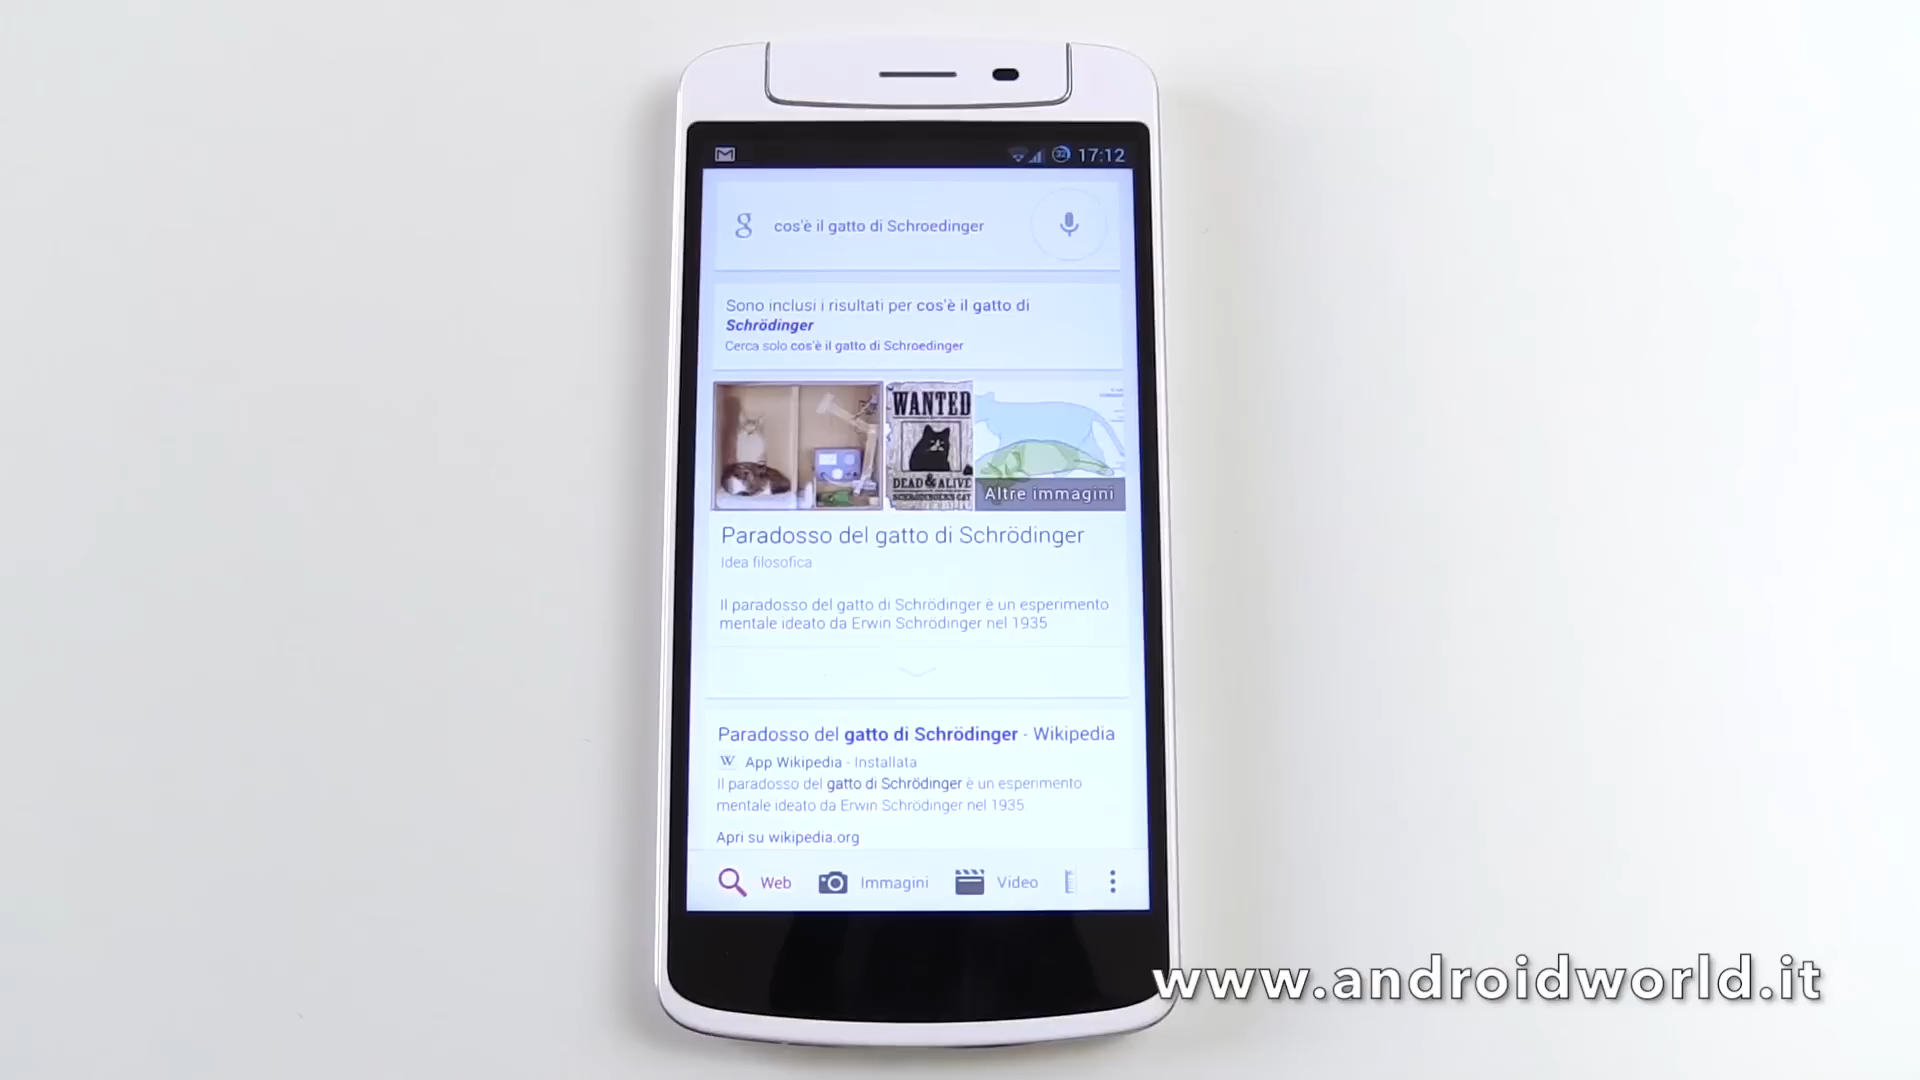 17:12
g cos'è il gatto di Schroedinger
Sono inclusi i risultati per cos'è il gatto di
Schrödinger
Cerca solo cos'è il gatto di Schroedinger
WANTED
DEAD & ALIVE
SCHRÖDINGER'S CAT
Altre immagini
Paradosso del gatto di Schrödinger
Idea filosofica
Il paradosso del gatto di Schrödinger è un esperimento
mentale ideato da Erwin Schrödinger nel 1935
Paradosso del gatto di Schrödinger - Wikipedia
W App Wikipedia - Installata
Il paradosso del gatto di Schrödinger è un esperimento
mentale ideato da Erwin Schrödinger nel 1935
Apri su wikipedia.org
Web Immagini Video
www.androidworld.it